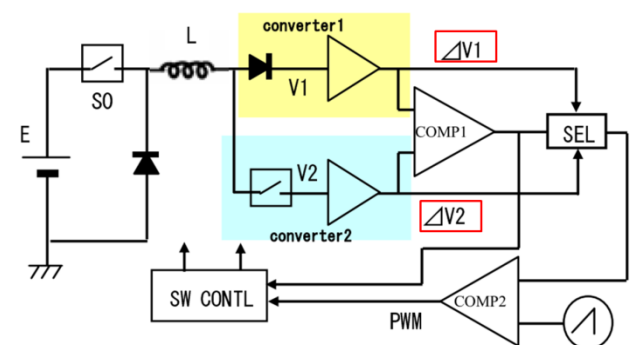 converter1
L
⊿V1
S0
V1
E
COMP1
SEL
V2
⊿V2
converter2
SW CONTL
COMP2
PWM